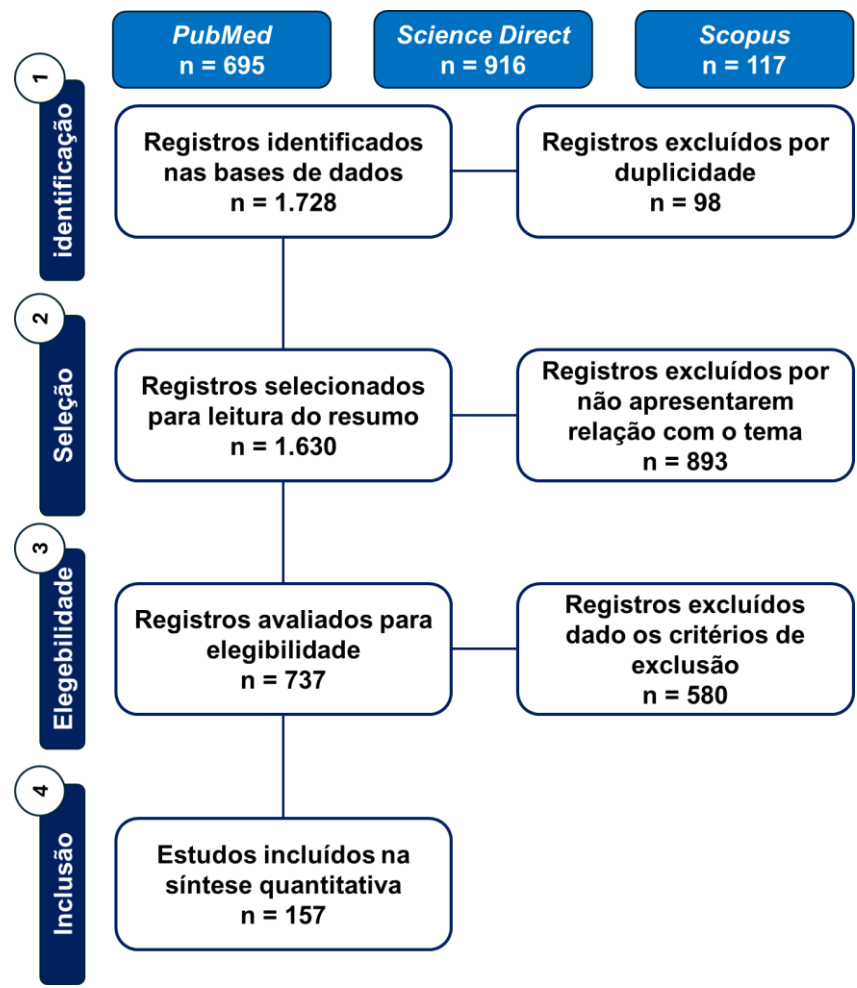 PubMed
n = 695
Science Direct
n = 916
Scopus
n = 117
1
identificação
Registros identificados
nas bases de dados
n = 1.728
Registros excluídos por
duplicidade
n = 98
2
Seleção
Registros selecionados
para leitura do resumo
n = 1.630
Registros excluídos por
não apresentarem
relação com o tema
n = 893
3
Elegebilidade
Registros avaliados para
elegibilidade
n = 737
Registros excluídos
dado os critérios de
exclusão
n = 580
4
Inclusão
Estudos incluídos na
síntese quantitativa
n = 157